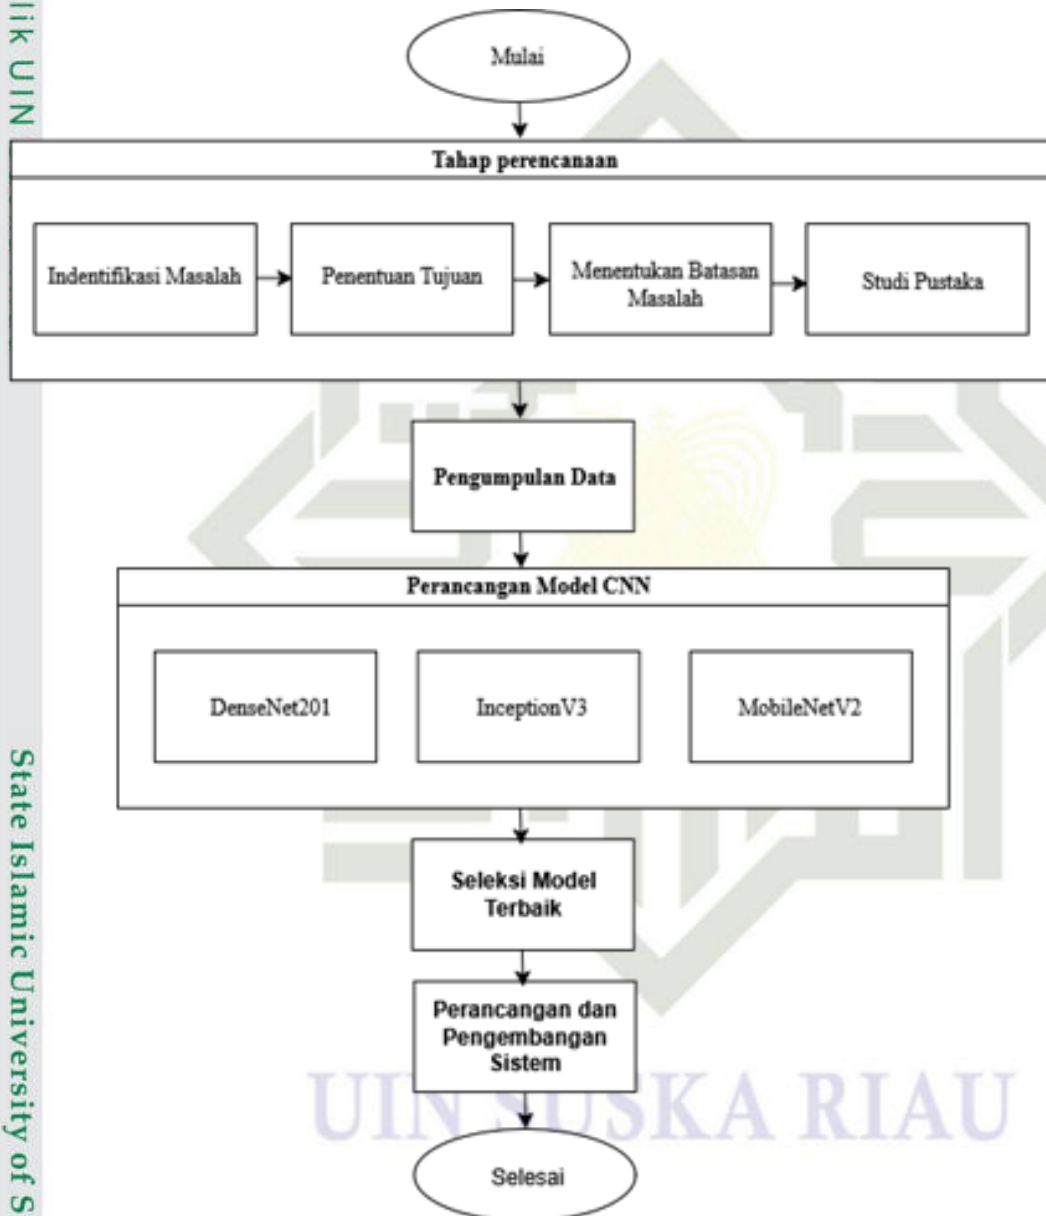 Mulai
Tahap perencanaan
Indentifikasi Masalah
Penentuan Tujuan
Menentukan Batasan
Masalah
Studi Pustaka
Pengumpulan Data
Perancangan Model CNN
DenseNet201
InceptionV3
MobileNetV2
Seleksi Model
Terbaik
Perancangan dan
Pengembangan
Sistem
Selesai
UIN SUSKA RIAU
lik UIN
State Islamic University of S